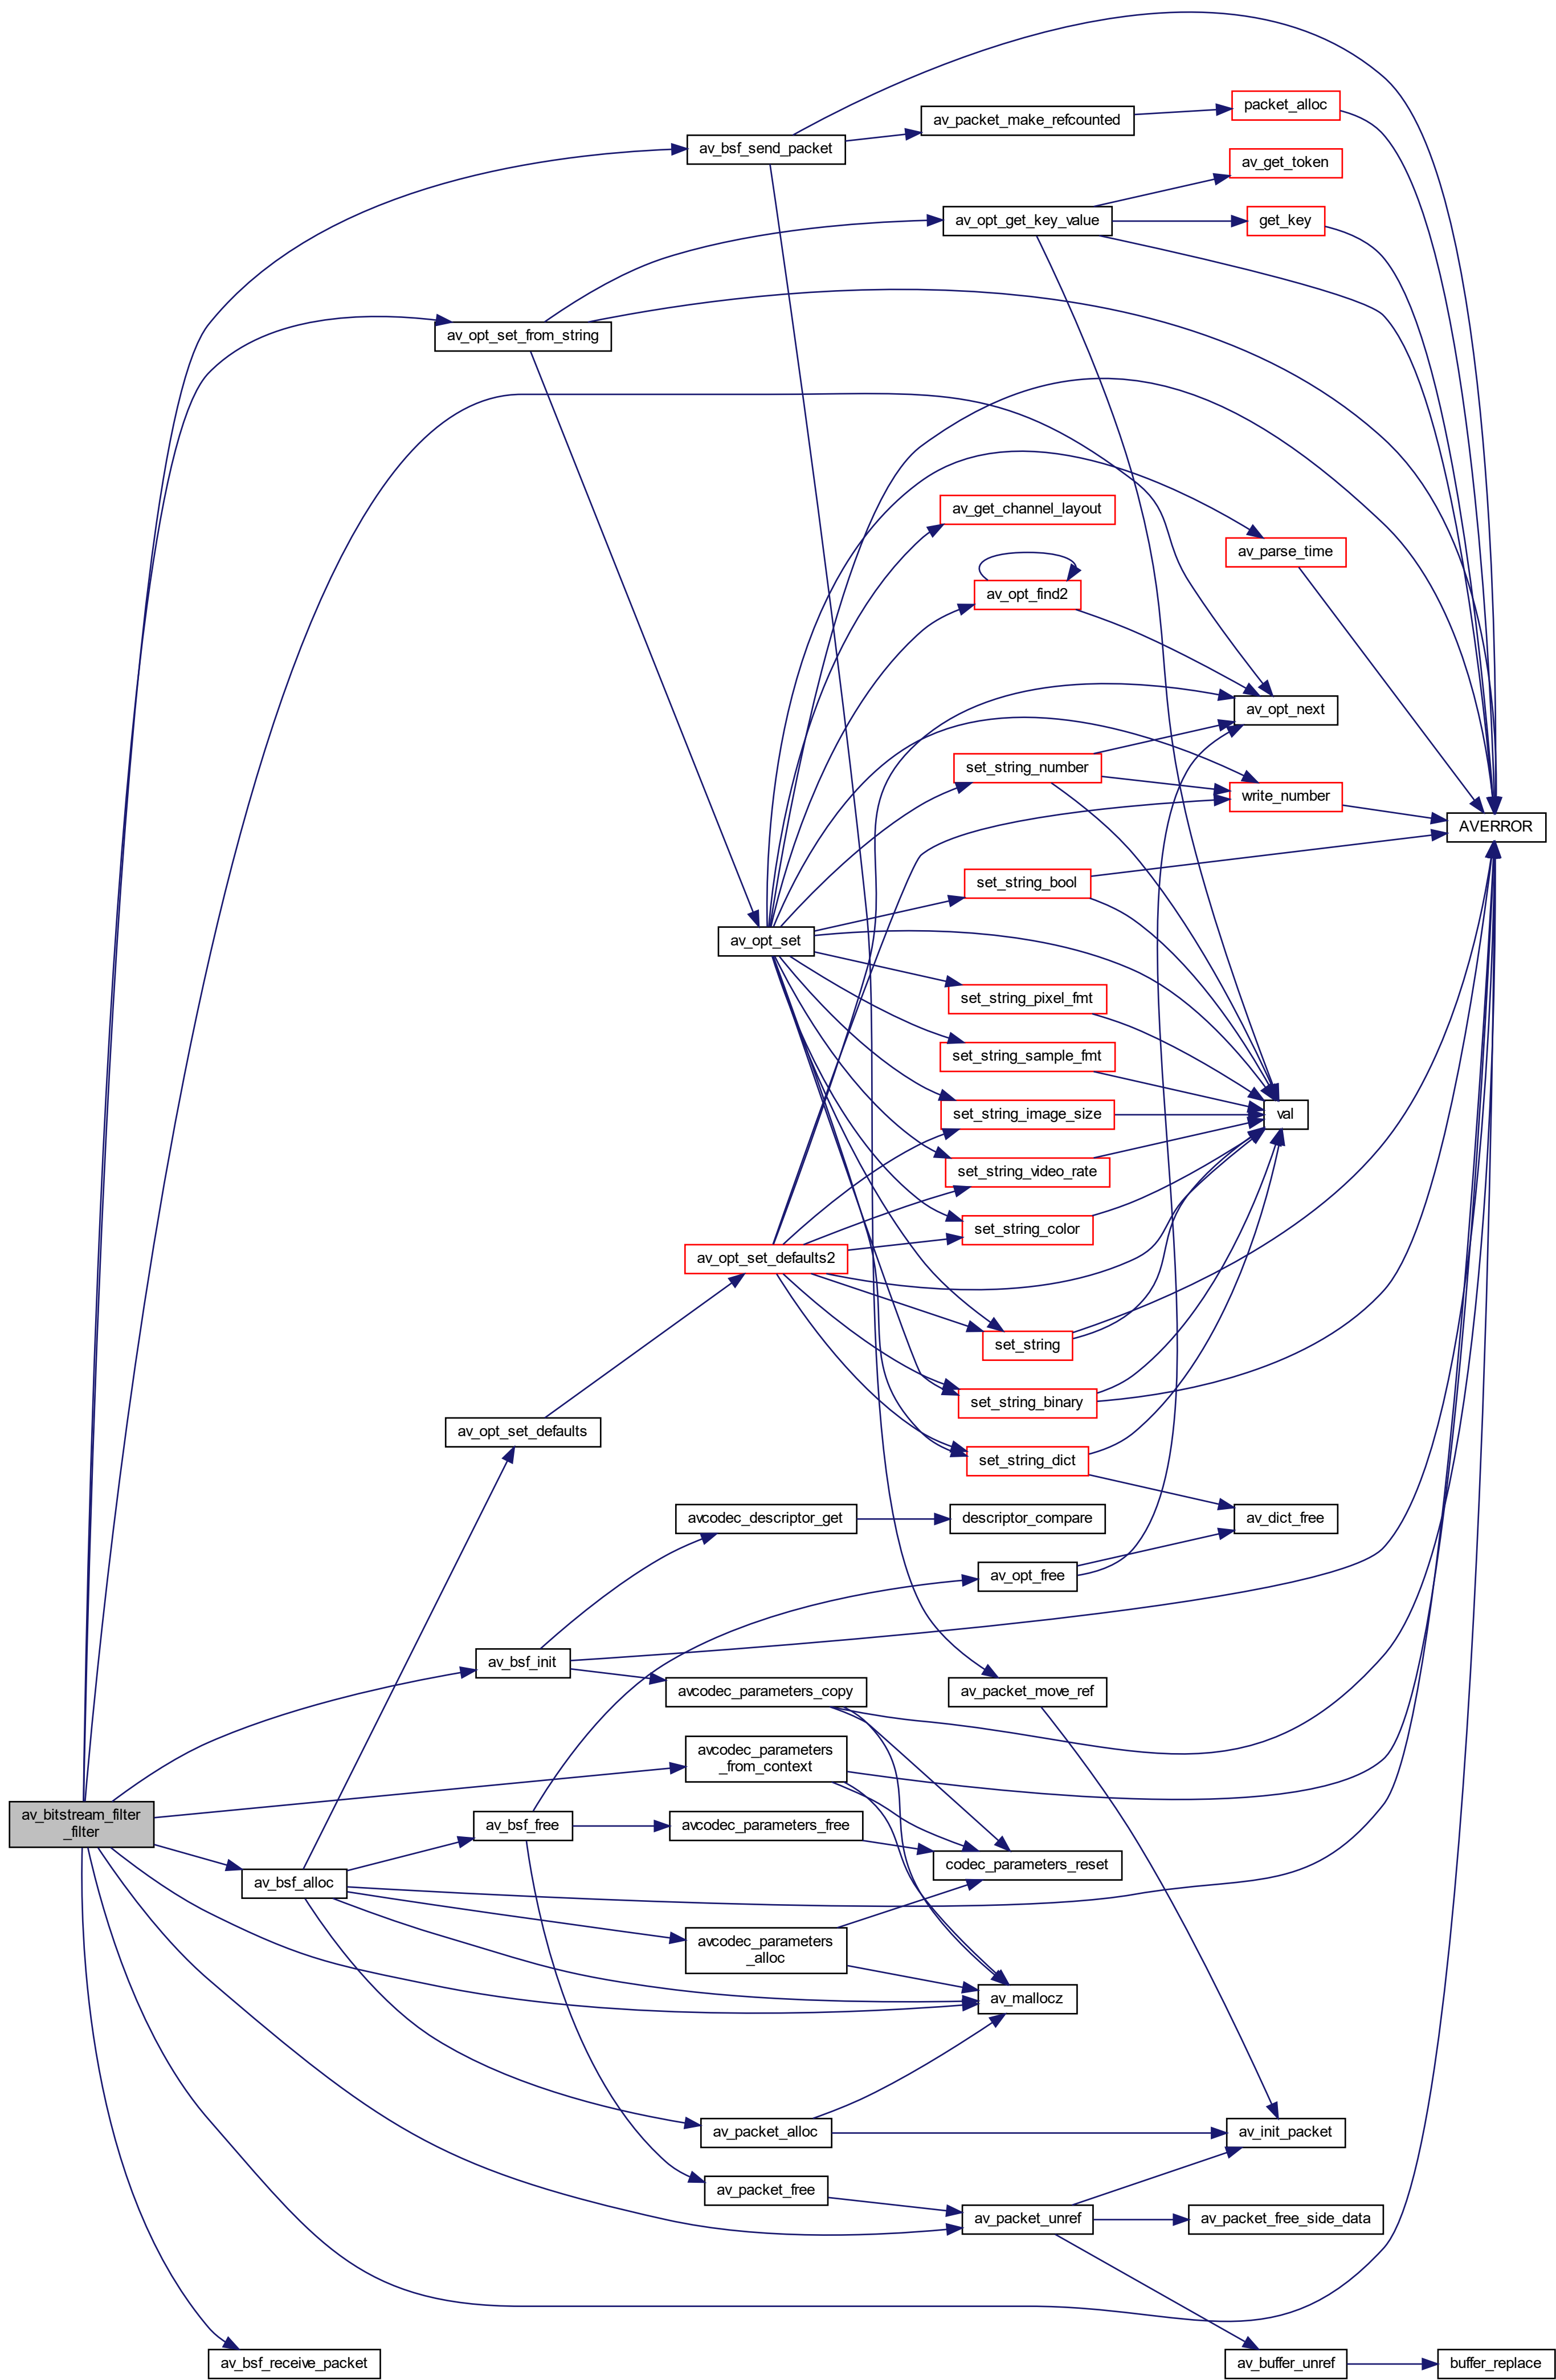 packet_alloc
av_packet_make_refcounted
av_bsf_send_packet
av_get_token
av_opt_get_key_value
get_key
av_opt_set_from_string
av_get_channel_layout
av_parse_time
av_opt_find2
av_opt_next
set_string_number
write_number
AVERROR
set_string_bool
av_opt_set
set_string_pixel_fmt
set_string_sample_fmt
set_string_image_size
val
set_string_video_rate
set_string_color
av_opt_set_defaults2
set_string
set_string_binary
av_opt_set_defaults
set_string_dict
avcodec_descriptor_get
descriptor_compare
av_dict_free
av_opt_free
av_bsf_init
avcodec_parameters_copy
av_packet_move_ref
avcodec_parameters
_from_context
av_bitstream_filter
_filter
av_bsf_free
avcodec_parameters_free
codec_parameters_reset
av_bsf_alloc
avcodec_parameters
_alloc
av_mallocz
av_packet_alloc
av_init_packet
av_packet_free
av_packet_unref
av_packet_free_side_data
av_bsf_receive_packet
av_buffer_unref
buffer_replace